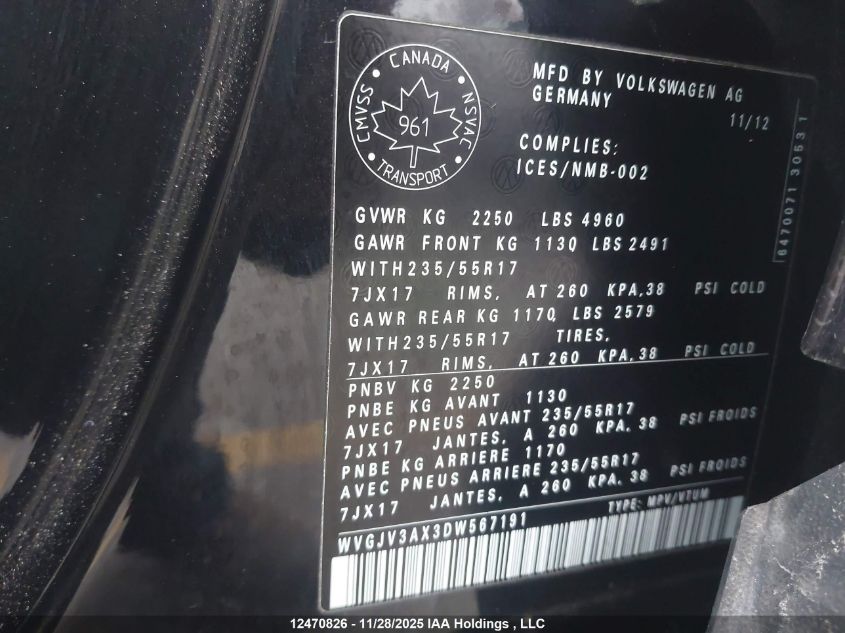 CANADA
CMVSS
NSVAC
961
TRANSPORT
MFD BY VOLKSWAGEN AG
GERMANY
11/12
COMPLIES:
ICES/NMB-002
6470071 30531
GVWR KG 2250 LBS 4960
GAWR FRONT KG 1130 LBS 2491
WITH235/55R17
7JX17 RIMS, AT 260 KPA,38 PSI COLD
GAWR REAR KG 1170 LBS 2579
WITH235/55R17 TIRES,
7JX17 RIMS, AT 260 KPA,38 PSI COLD
PNBV KG 2250
PNBE KG AVANT 1130
AVEC PNEUS AVANT 235/55R17
7JX17 JANTES, A 260 KPA, 38 PSI FROIDS
PNBE KG ARRIERE 1170
AVEC PNEUS ARRIERE 235/55R17
7JX17 JANTES, A 260 KPA, 38 PSI FROIDS
WVGJV3AX3DW567191 TYPE: MPV/VTUM
12470826 - 11/28/2025 IAA Holdings , LLC